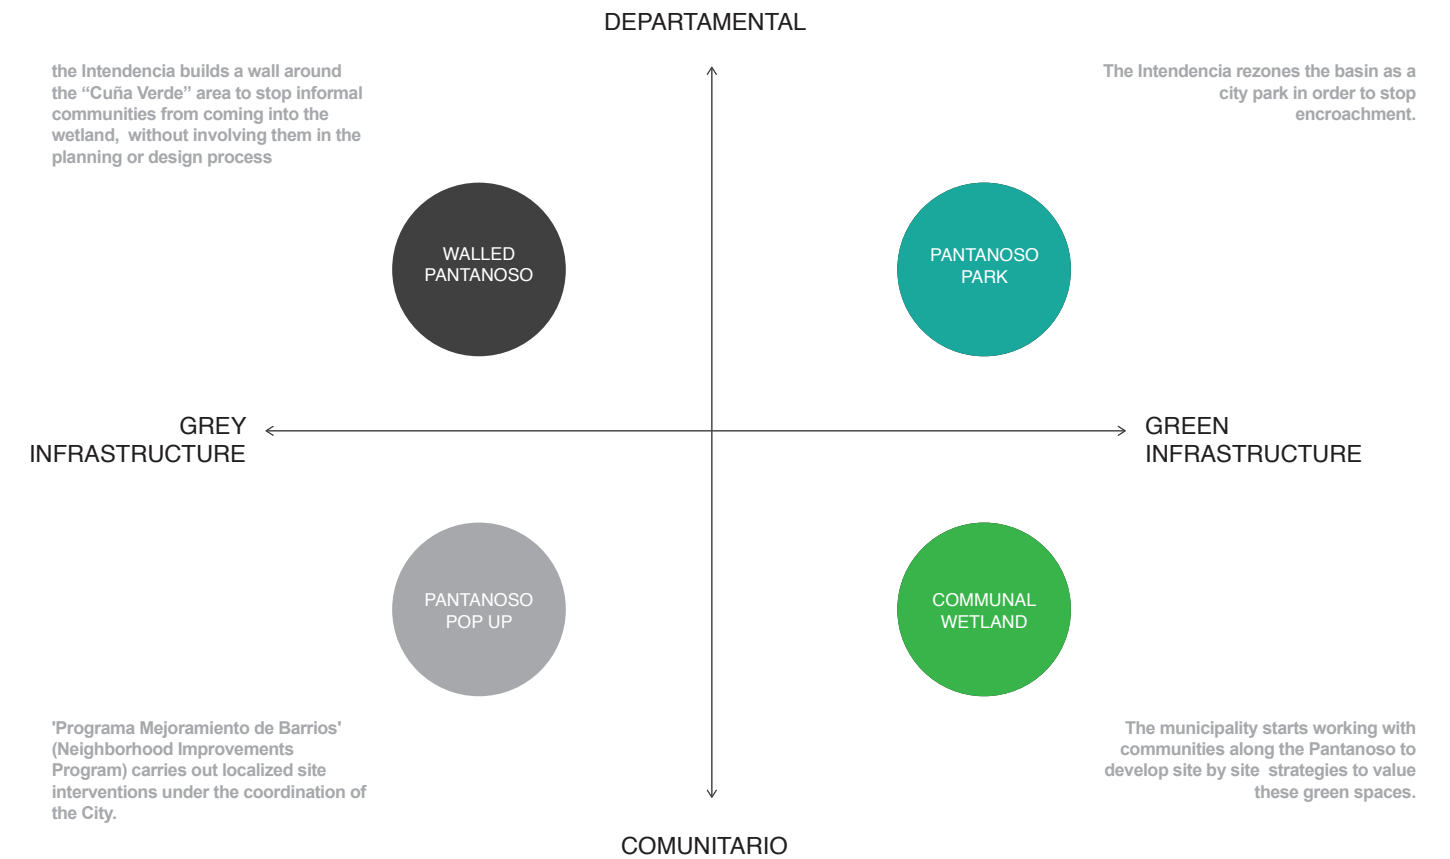 DEPARTAMENTAL
the Intendencia builds a wall around
the “Cuña Verde” area to stop informal
communities from coming into the
wetland,  without involving them in the
planning or design process
The Intendencia rezones the basin as a
city park in order to stop
encroachment.
WALLED
PANTANOSO
PANTANOSO
PARK
GREY
INFRASTRUCTURE
GREEN
INFRASTRUCTURE
PANTANOSO
POP UP
COMMUNAL
WETLAND
'Programa Mejoramiento de Barrios'
(Neighborhood Improvements
Program) carries out localized site
interventions under the coordination of
the City.
The municipality starts working with
communities along the Pantanoso to
develop site by site  strategies to value
these green spaces.
COMUNITARIO